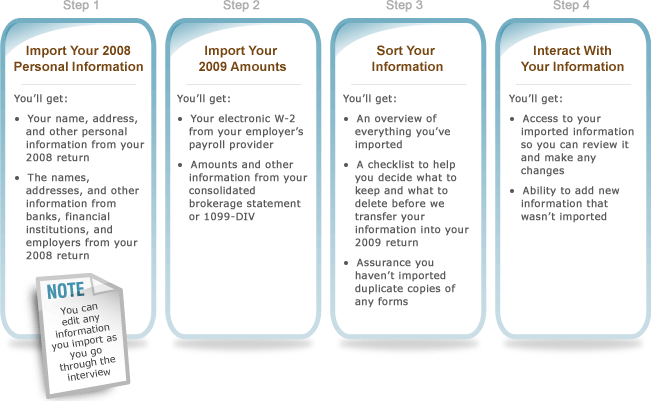 Step 1
Import Your 2008
Personal Information
You'll get:
• Your name, address,
and other personal
information from your
2008 return
• The names,
addresses, and other
information from
banks, financial
institutions, and
employers from your
2008 return
NOTE
You can
edit any
information
you import as
you go
through the
interview
Step 2
Import Your
2009 Amounts
You'll get:
• Your electronic W-2
from your employer's
payroll provider
• Amounts and other
information from your
consolidated
brokerage statement
or 1099-DIV
Step 3
Sort Your
Information
You'll get:
• An overview of
everything you've
imported
• A checklist to help
you decide what to
keep and what to
delete before we
transfer your
information into your
2009 return
• Assurance you
haven't imported
duplicate copies of
any forms
Step 4
Interact With
Your Information
You'll get:
• Access to your
imported information
so you can review it
and make any
changes
• Ability to add new
information that
wasn't imported